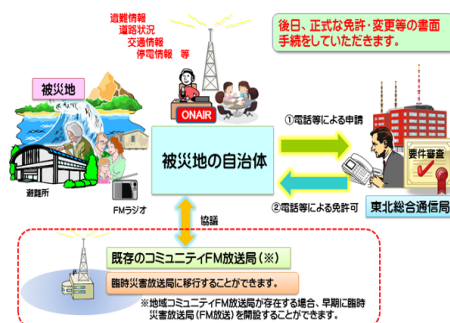 遭難情報
道路状況
交通情報
停電情報　等
後日、正式な免許・変更等の書面
手続をしていただきます。
被災地
ONAIR
①電話等による申請
要件審査
被災地の自治体
避難所
FMラジオ
②電話等による免許可
東北総合通信局
協議
既存のコミュニティFM放送局（※）
臨時災害放送局に移行することができます。
※地域コミュニティFM放送局が存在する場合、早期に臨時
災害放送局（FM放送）を開設することができます。